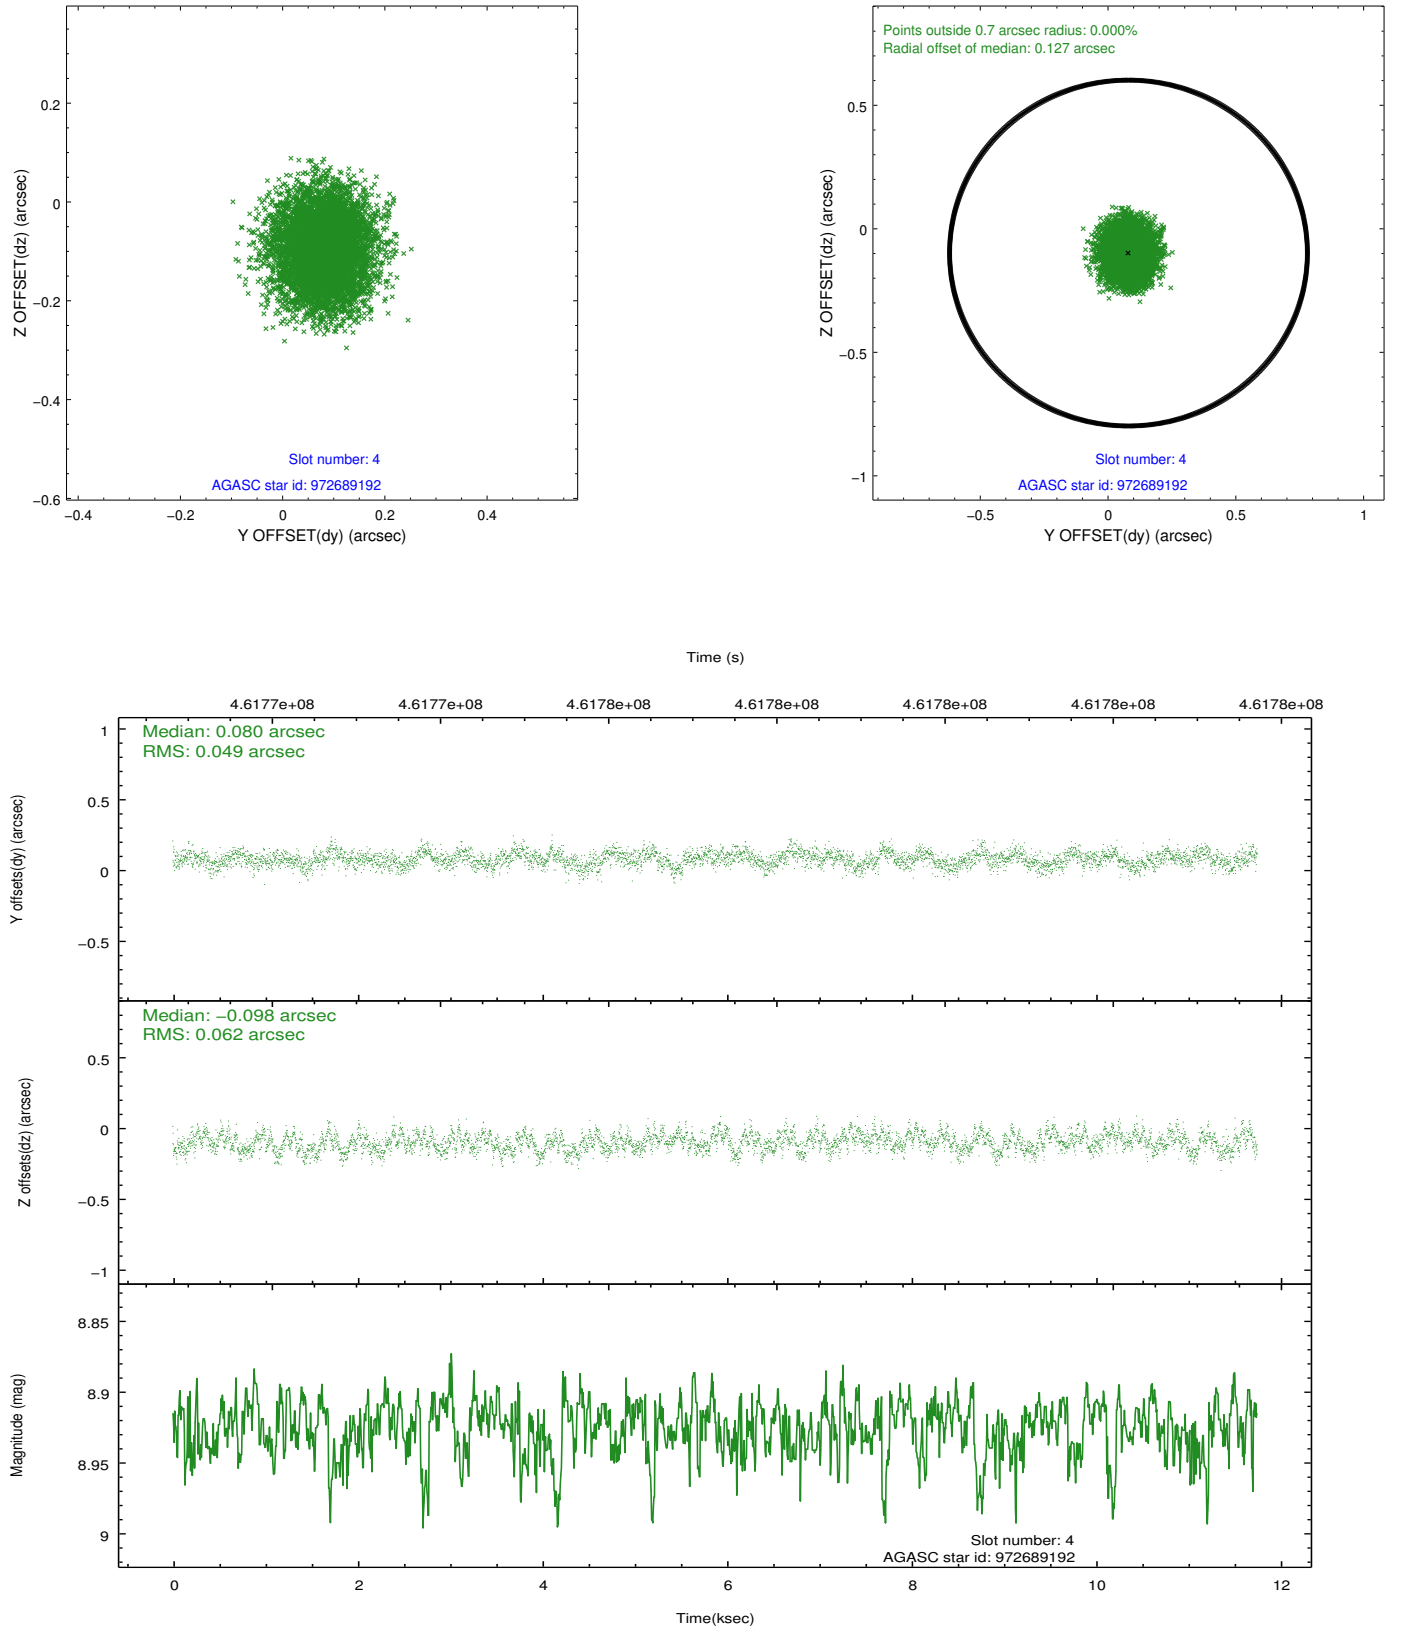 0.2
0
−0.2
−0.4
−0.6
Z OFFSET(dz) (arcsec)
Slot number: 4
AGASC star id: 972689192
−0.4
−0.2
0
0.2
0.4
Y OFFSET(dy) (arcsec)
Points outside 0.7 arcsec radius: 0.000%
Radial offset of median: 0.127 arcsec
0.5
0
−0.5
−1
Z OFFSET(dz) (arcsec)
Slot number: 4
AGASC star id: 972689192
−0.5
0
0.5
1
Y OFFSET(dy) (arcsec)
Time (s)
4.6177e+08
4.6177e+08
4.6178e+08
4.6178e+08
4.6178e+08
4.6178e+08
4.6178e+08
Median: 0.080 arcsec
RMS: 0.049 arcsec
1
0.5
0
−0.5
Y offsets(dy) (arcsec)
Median: −0.098 arcsec
RMS: 0.062 arcsec
0.5
0
−0.5
−1
Z offsets(dz) (arcsec)
8.85
8.9
8.95
9
Magnitude (mag)
Slot number: 4
AGASC star id: 972689192
0
2
4
6
8
10
12
Time(ksec)